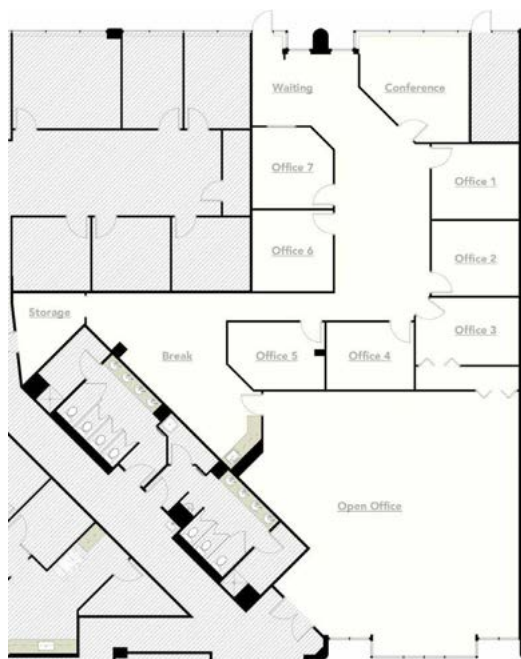 Waiting
Conference
Office 7
Office 1
Office 6
Office 2
Storage
Office 3
Break
Office 5
Office 4
Open Office